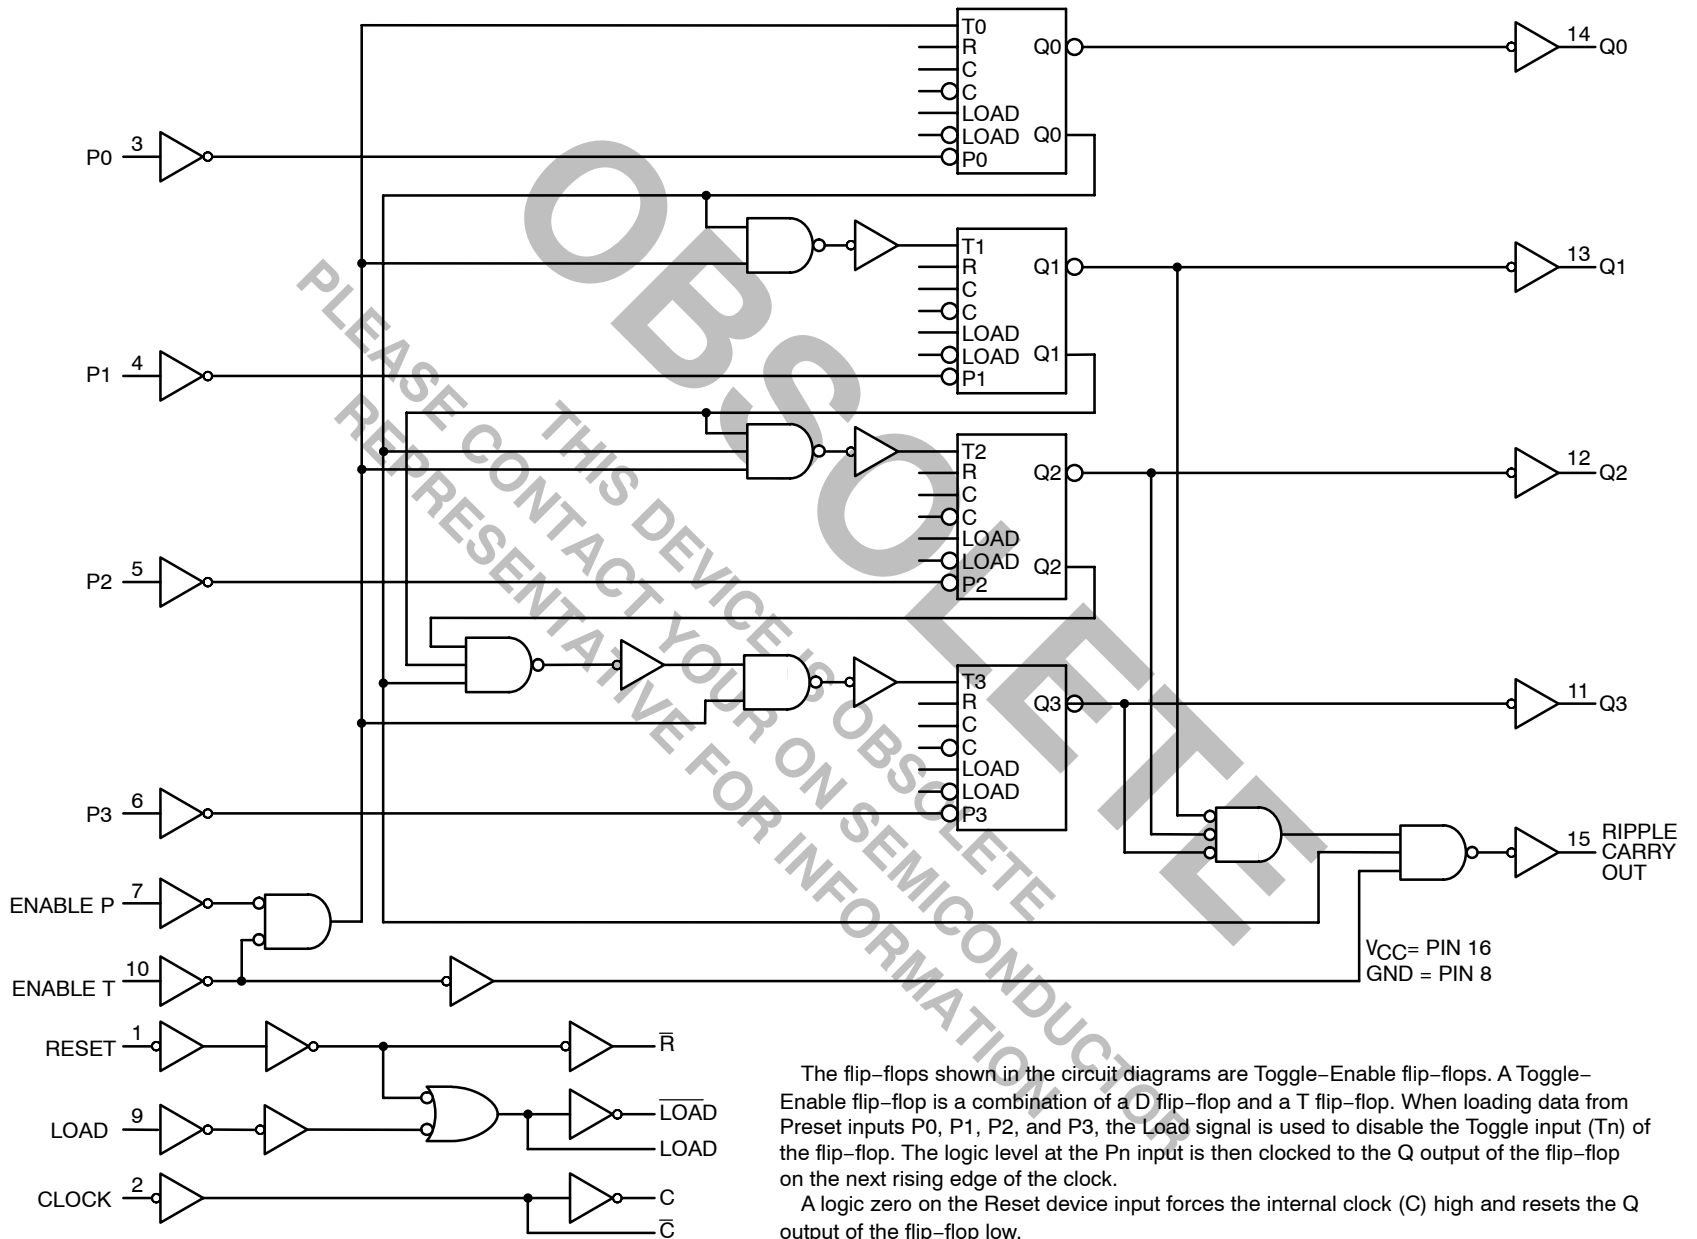 T0
R
C
C
LOAD
LOAD
P0
Q0
Q0
14
Q0
P0
3
T1
R
C
C
LOAD
LOAD
P1
Q1
Q1
13
Q1
P1
4
T2
R
C
C
LOAD
LOAD
P2
Q2
Q2
12
Q2
P2
5
T3
R
C
C
LOAD
LOAD
P3
Q3
11
Q3
P3
6
ENABLE P
7
ENABLE T
10
15
RIPPLE
CARRY
OUT
VCC= PIN 16
GND = PIN 8
RESET
1
R̅
LOAD
9
L̅O̅A̅D̅
LOAD
CLOCK
2
C
C̅
OBSOLETE
THIS DEVICE IS OBSOLETE
PLEASE CONTACT YOUR ON SEMICONDUCTOR
REPRESENTATIVE FOR INFORMATION
The flip−flops shown in the circuit diagrams are Toggle−Enable flip−flops. A Toggle−
Enable flip−flop is a combination of a D flip−flop and a T flip−flop. When loading data from
Preset inputs P0, P1, P2, and P3, the Load signal is used to disable the Toggle input (Tn) of
the flip−flop. The logic level at the Pn input is then clocked to the Q output of the flip−flop
on the next rising edge of the clock.
A logic zero on the Reset device input forces the internal clock (C) high and resets the Q
output of the flip−flop low.